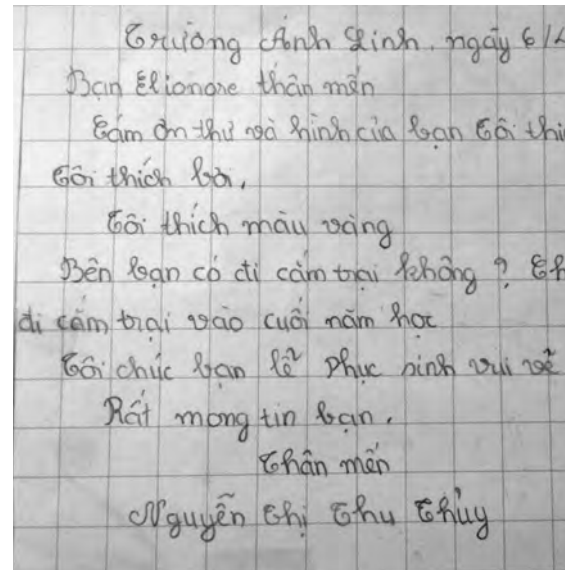 Trường Ánh Linh, ngày 6/
Bạn Elionore thân mến
Cám ơn thư và hình của bạn Tôi
Tôi thích bơi,
Tôi thích màu vàng
Bên bạn có đi cắm trại không ?
đi cắm trại vào cuối năm học
Tôi chúc bạn lễ Phục sinh vui vẻ
Rất mong tin bạn.
Thân mến
Nguyễn Thị Thu Thủy